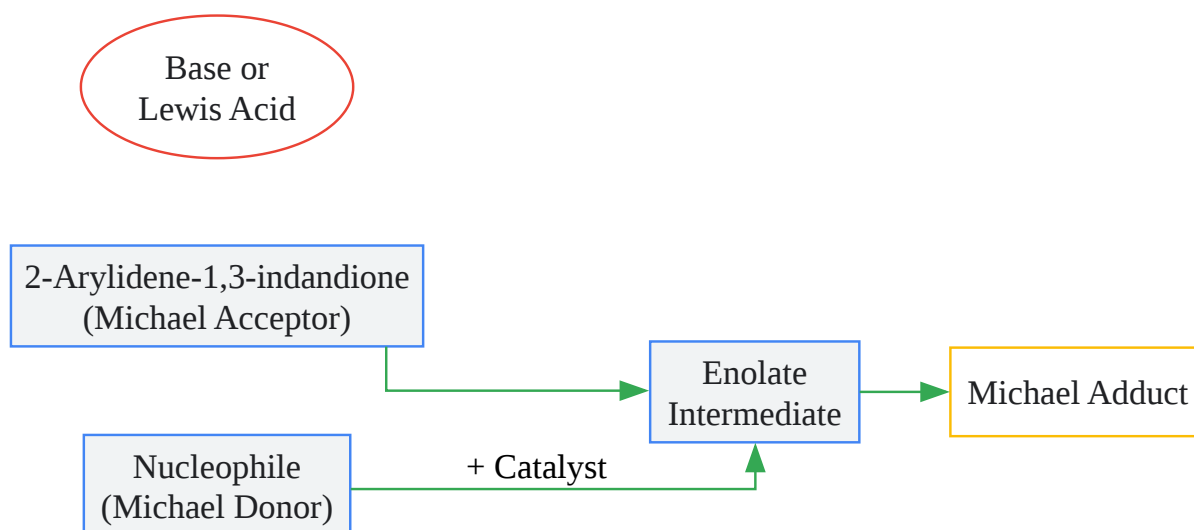 Base or
Lewis Acid
2-Arylidene-1,3-indandione
(Michael Acceptor)
Enolate
Intermediate
Michael Adduct
Nucleophile
(Michael Donor)
+ Catalyst